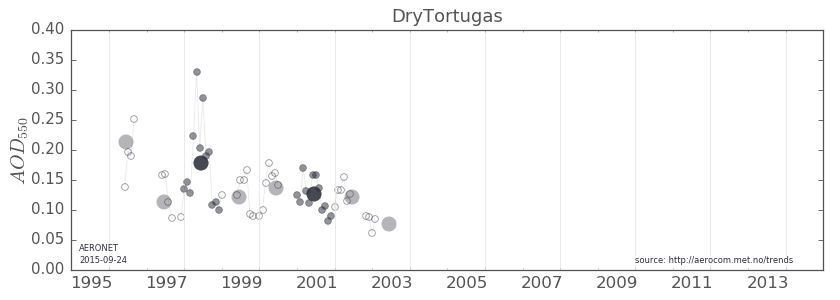 DryTortugas
0.40
0.35
0.30
0.25
0.20
0.15
0.10
0.05
0.00
AOD550
AERONET
2015-09-24
source: http://aerocom.met.no/trends
1995 1997 1999 2001 2003 2005 2007 2009 2011 2013